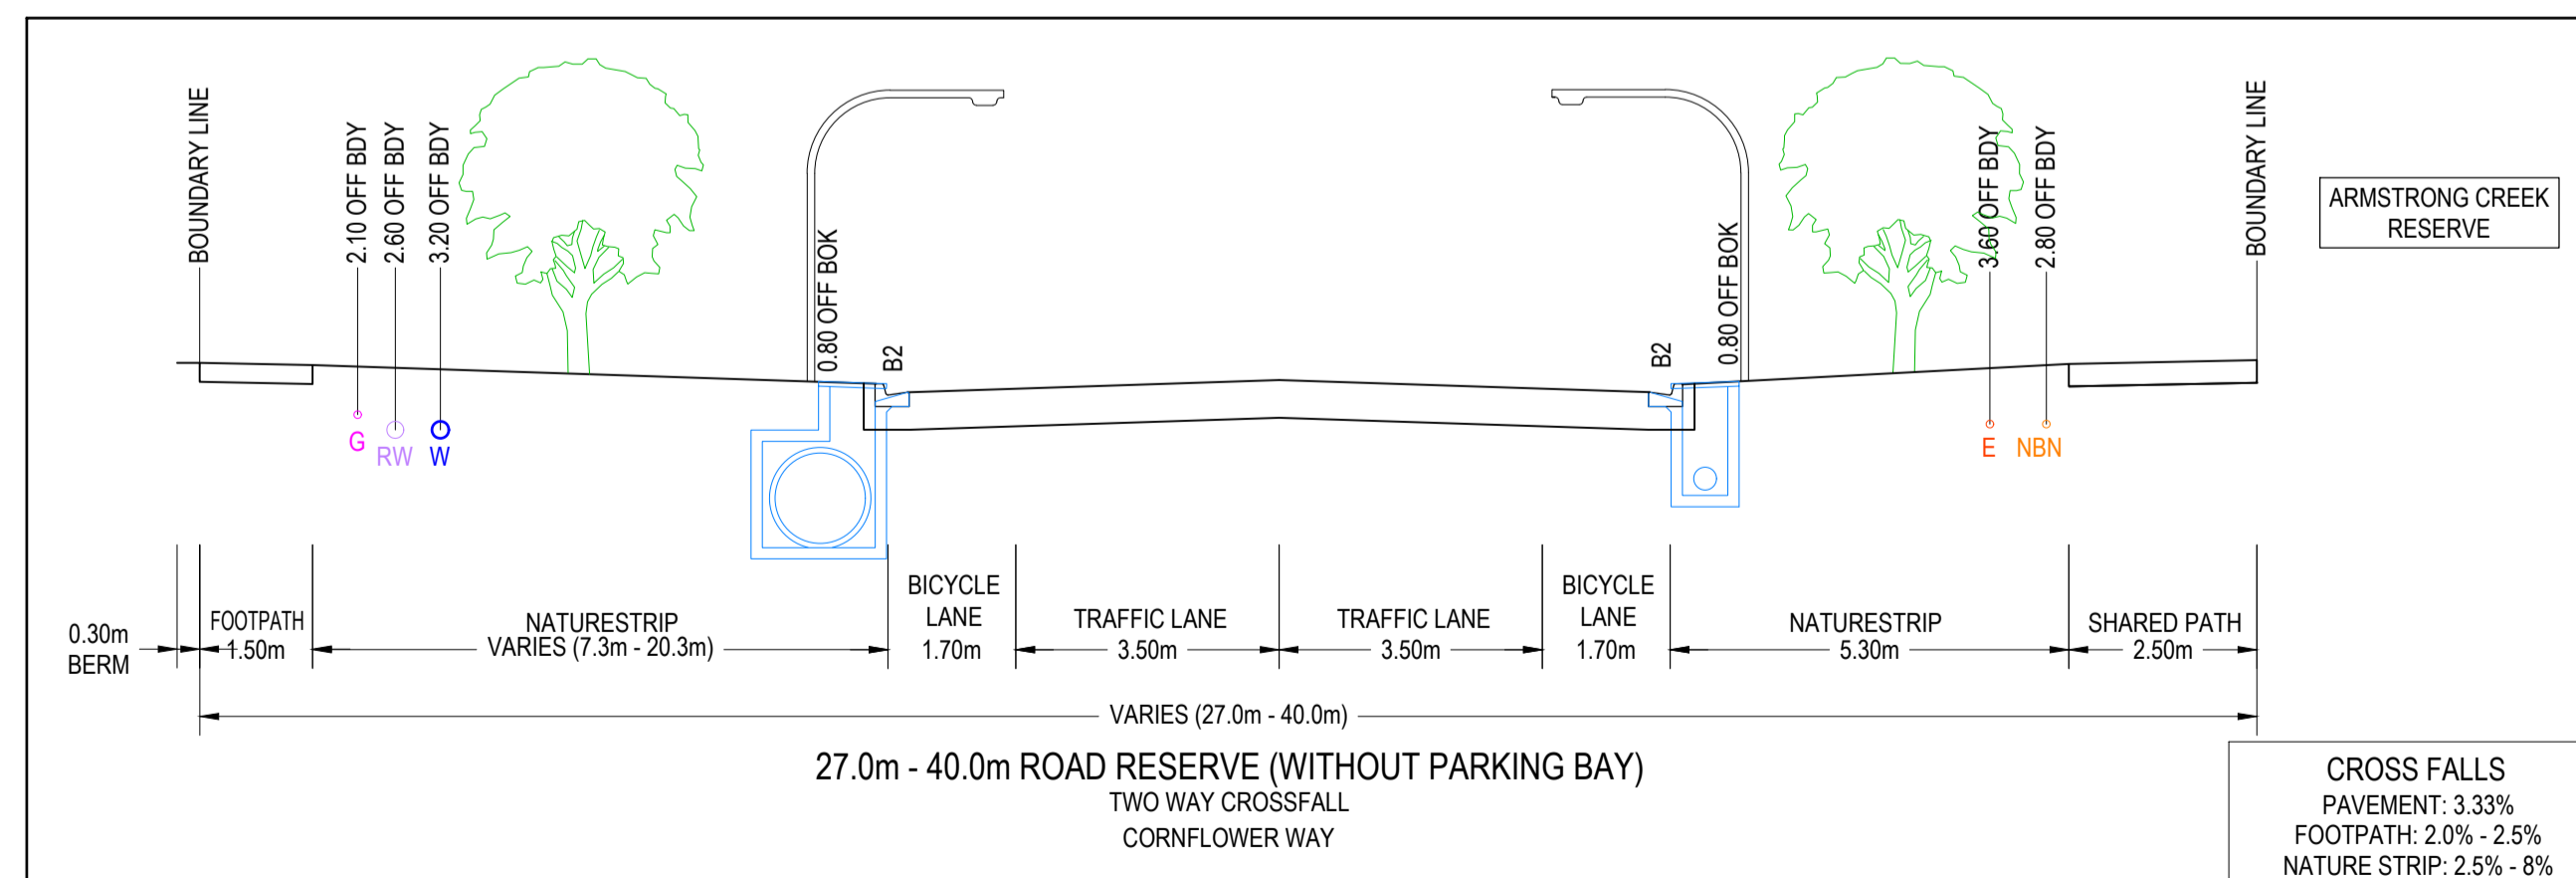 BOUNDARY LINE
2.10 OFF BDY
2.60 OFF BDY
3.20 OFF BDY
0.80 OFF BOK
B2
B2
0.80 OFF BOK
3.60 OFF BDY
2.80 OFF BDY
BOUNDARY LINE
ARMSTRONG CREEK
RESERVE
G
RW
W
E
NBN
0.30m
BERM
FOOTPATH
1.50m
NATURESTRIP
VARIES (7.3m - 20.3m)
BICYCLE
LANE
1.70m
TRAFFIC LANE
3.50m
TRAFFIC LANE
3.50m
BICYCLE
LANE
1.70m
NATURESTRIP
5.30m
SHARED PATH
2.50m
VARIES (27.0m - 40.0m)
27.0m - 40.0m ROAD RESERVE (WITHOUT PARKING BAY)
TWO WAY CROSSFALL
CORNFLOWER WAY
CROSS FALLS
PAVEMENT: 3.33%
FOOTPATH: 2.0% - 2.5%
NATURE STRIP: 2.5% - 8%